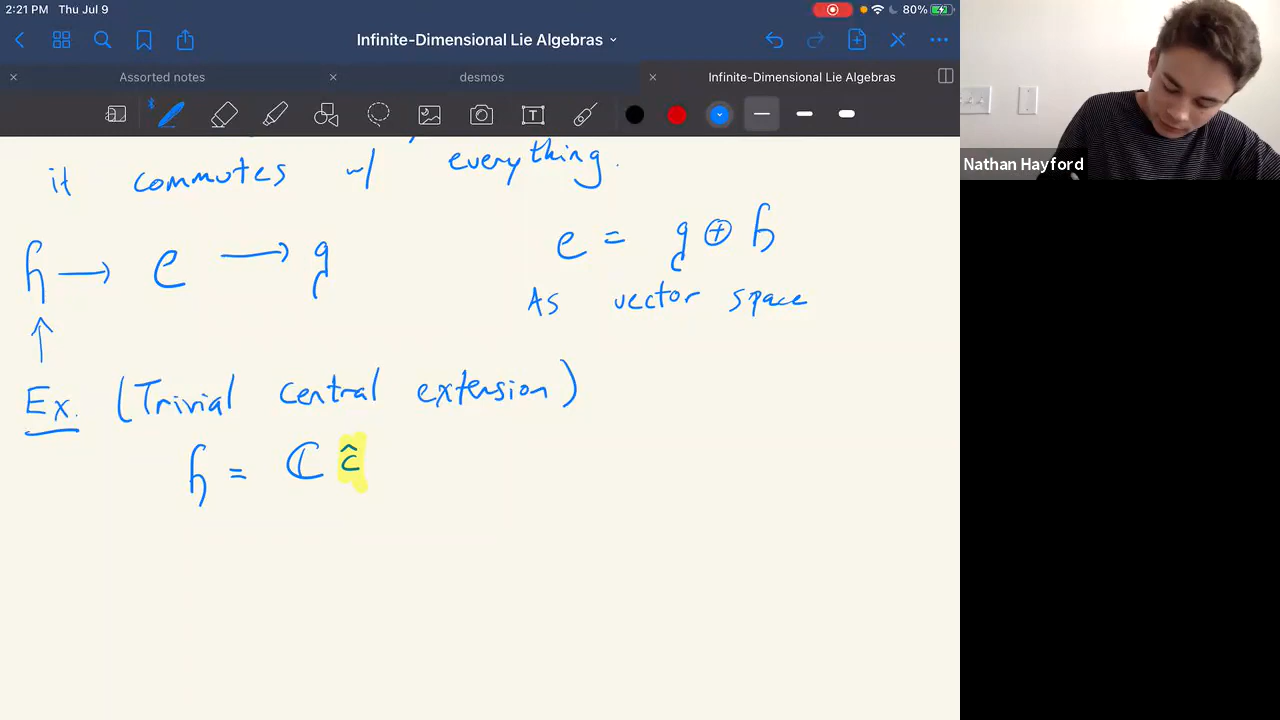 2:21 PM Thu Jul 9
80%
Infinite-Dimensional Lie Algebras
Assorted notes
desmos
Infinite-Dimensional Lie Algebras
T
Nathan Hayford
it commutes w/ everything.
h → e → g
e = g ⊕ h
As vector space
↑
Ex. (Trivial central extension)
h = ℂ ĉ